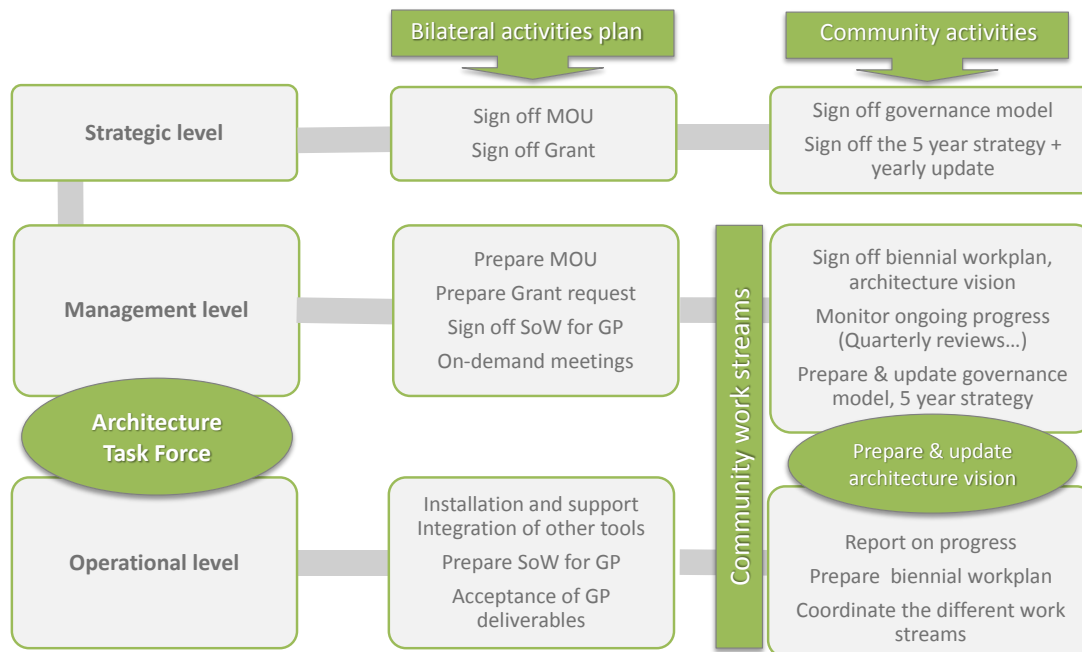 Bilateral activities plan
Community activities
Strategic level
Sign off MOU
Sign off Grant
Sign off governance model
Sign off the 5 year strategy +
yearly update
Management level
Prepare MOU
Prepare Grant request
Sign off SoW for GP
On-demand meetings
Community work streams
Sign off biennial workplan,
architecture vision
Monitor ongoing progress
(Quarterly reviews...)
Prepare & update governance
model, 5 year strategy
Architecture
Task Force
Prepare & update
architecture vision
Operational level
Installation and support
Integration of other tools
Prepare SoW for GP
Acceptance of GP
deliverables
Report on progress
Prepare biennial workplan
Coordinate the different work
streams